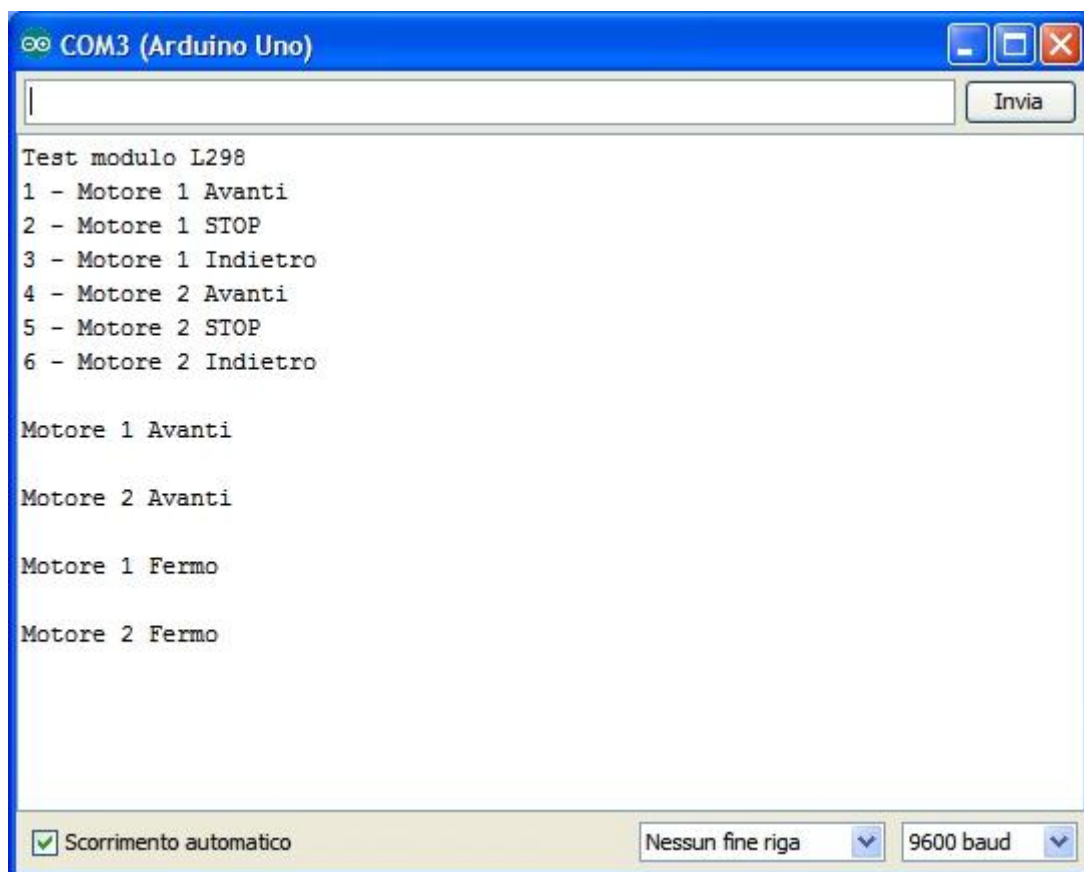 COM3 (Arduino Uno)
Invia
Test modulo L298
1 - Motore 1 Avanti
2 - Motore 1 STOP
3 - Motore 1 Indietro
4 - Motore 2 Avanti
5 - Motore 2 STOP
6 - Motore 2 Indietro
Motore 1 Avanti
Motore 2 Avanti
Motore 1 Fermo
Motore 2 Fermo
Scorrimento automatico
Nessun fine riga
9600 baud